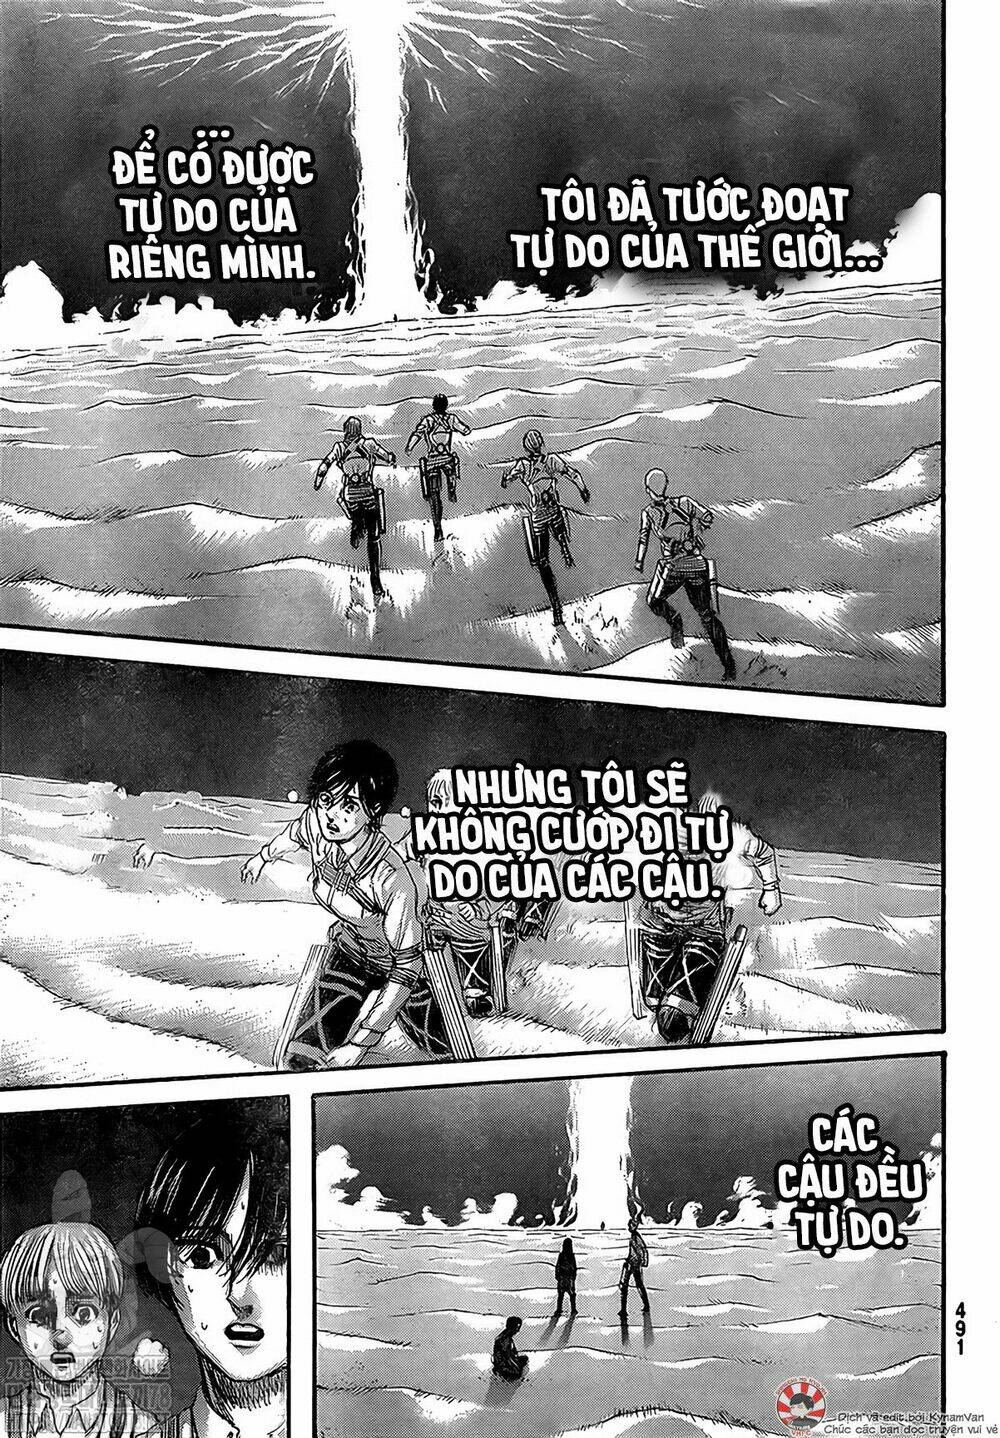 TÔI ĐÃ TƯỚC ĐOẠT
TỰ DO CỦA THẾ GIỚI...
...
ĐỂ CÓ ĐƯỢC
TỰ DO CỦA
RIÊNG MÌNH.
NHƯNG TÔI SẼ
KHÔNG CƯỚP ĐI TỰ
DO CỦA CÁC CẬU.
CÁC
CẬU ĐỀU
TỰ DO.
491
VHFC
Dịch và edit bởi KynamVan
Chúc các bạn đọc truyện vui vẻ